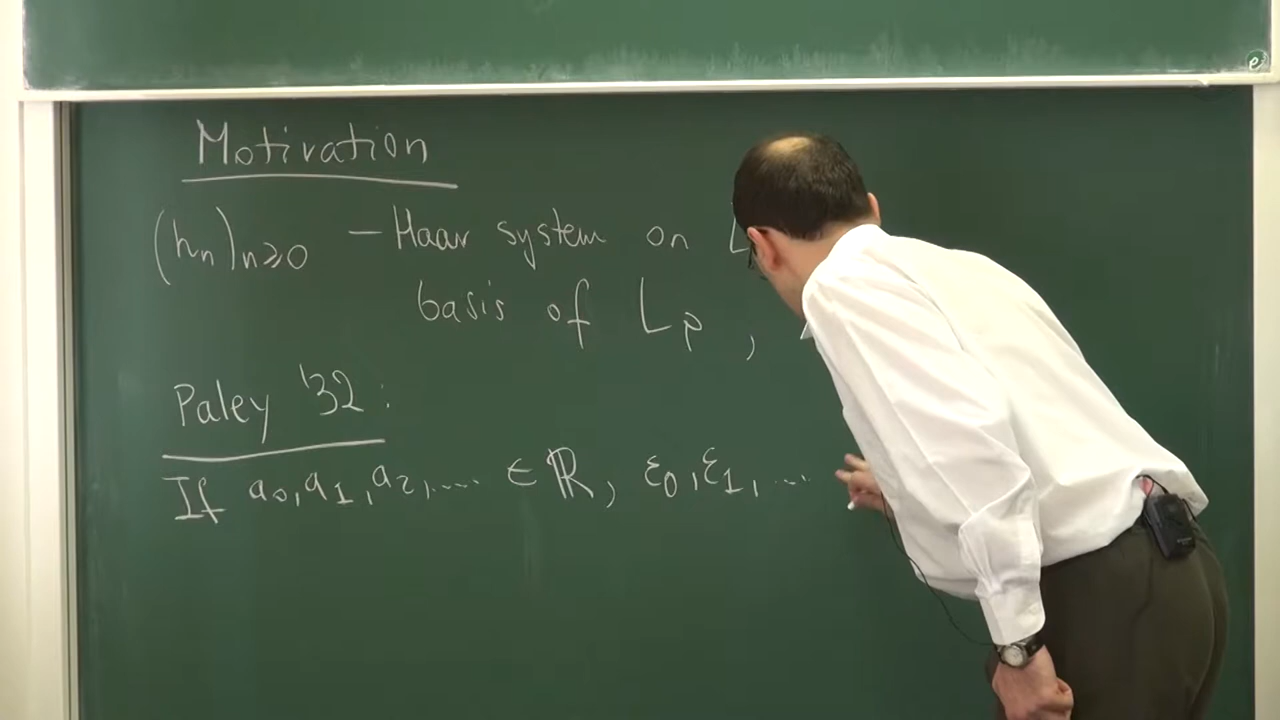 Motivation
(hₙ)ₙ≥₀ – Haar system on
basis of Lₚ ,
Paley '32 :
If a₀, a₁, a₂, ... ∈ ℝ, ε₀, ε₁, ...